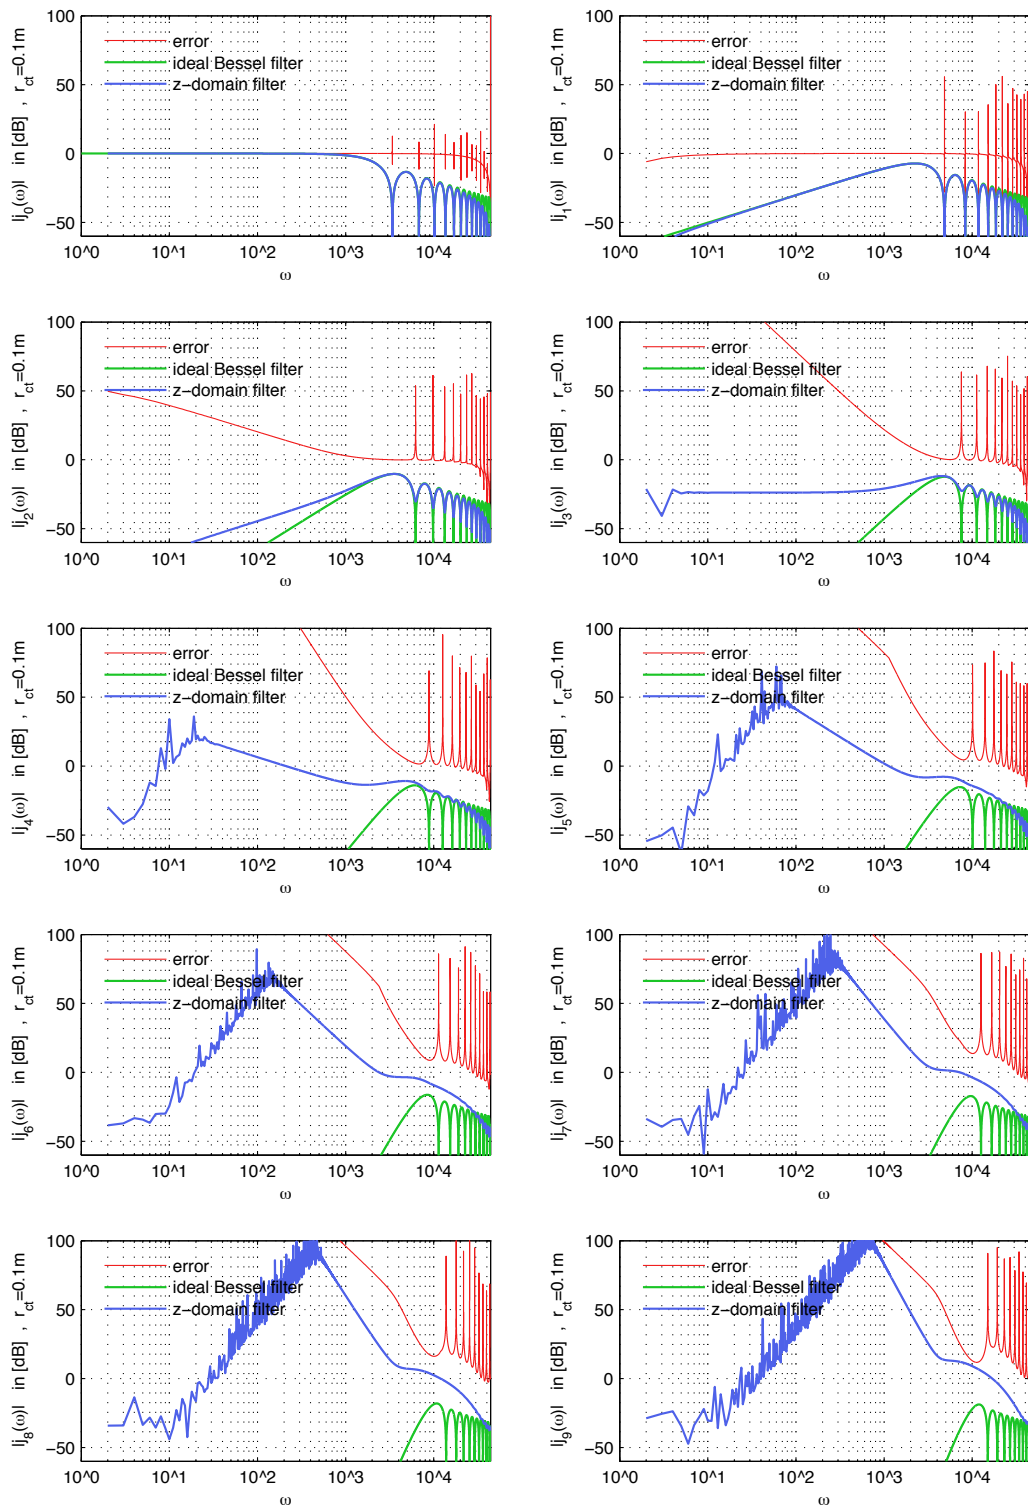 |j_0(ω)| in [dB] , r_ct=0.1m
100
50
0
−50
error
ideal Bessel filter
z−domain filter
10^0 10^1 10^2 10^3 10^4
ω
|j_1(ω)| in [dB] , r_ct=0.1m
100
50
0
−50
error
ideal Bessel filter
z−domain filter
10^0 10^1 10^2 10^3 10^4
ω
|j_2(ω)| in [dB] , r_ct=0.1m
100
50
0
−50
error
ideal Bessel filter
z−domain filter
10^0 10^1 10^2 10^3 10^4
ω
|j_3(ω)| in [dB] , r_ct=0.1m
100
50
0
−50
error
ideal Bessel filter
z−domain filter
10^0 10^1 10^2 10^3 10^4
ω
|j_4(ω)| in [dB] , r_ct=0.1m
100
50
0
−50
error
ideal Bessel filter
z−domain filter
10^0 10^1 10^2 10^3 10^4
ω
|j_5(ω)| in [dB] , r_ct=0.1m
100
50
0
−50
error
ideal Bessel filter
z−domain filter
10^0 10^1 10^2 10^3 10^4
ω
|j_6(ω)| in [dB] , r_ct=0.1m
100
50
0
−50
error
ideal Bessel filter
z−domain filter
10^0 10^1 10^2 10^3 10^4
ω
|j_7(ω)| in [dB] , r_ct=0.1m
100
50
0
−50
error
ideal Bessel filter
z−domain filter
10^0 10^1 10^2 10^3 10^4
ω
|j_8(ω)| in [dB] , r_ct=0.1m
100
50
0
−50
error
ideal Bessel filter
z−domain filter
10^0 10^1 10^2 10^3 10^4
ω
|j_9(ω)| in [dB] , r_ct=0.1m
100
50
0
−50
error
ideal Bessel filter
z−domain filter
10^0 10^1 10^2 10^3 10^4
ω